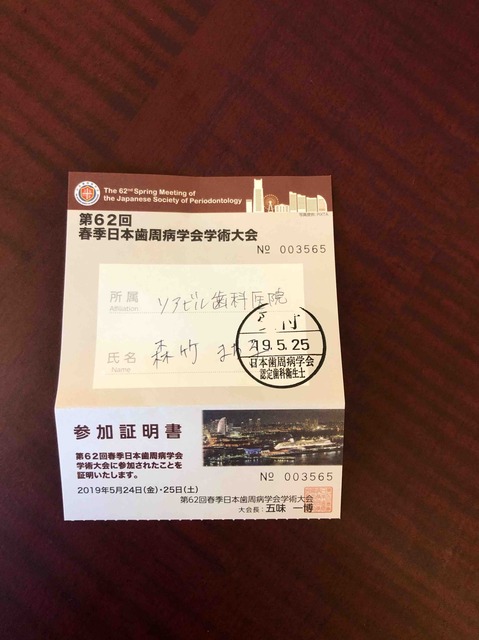 The 62nd Spring Meeting of
the Japanese Society of Periodontology
第62回
春季日本歯周病学会学術大会
№ 003565
所属
Affiliation
ソアビル歯科医院
氏名
Name
森竹
受付
19.5.25
日本歯周病学会
認定歯科衛生士
参加証明書
第62回春季日本歯周病学会
学術大会に参加されたことを
証明いたします。
№ 003565
2019年5月24日(金)・25日(土)
第62回春季日本歯周病学会学術大会
大会長：五味 一博